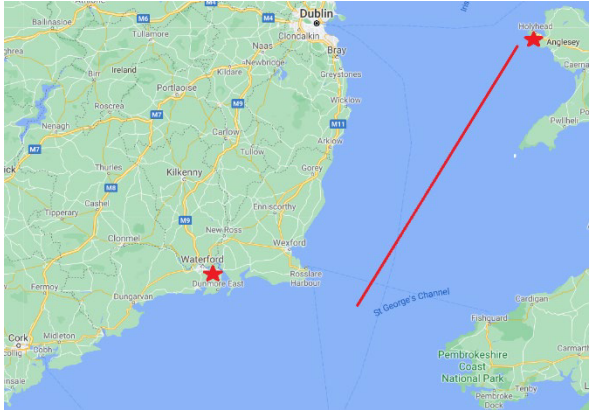 M6
M4
Dublin
Ballinasloe
Tullamore
Cloncalkin
Holyhead
Anglesey
Naas
Bray
Newbridge
Ireland
Kildare
Greystones
Birr
Portlaoise
M9
Wicklow
Roscrea
Pwllheli
M7
M11
Nenagh
Carlow
Arklow
M7
Tullow
Thurles
Gorey
M8
Kilkenny
Cashel
Enniscorthy
Tipperary
M9
New Ross
Clonmel
Wexford
Waterford
Rosslare
Harbour
Dunmore East
Fermoy
Dungarvan
St George's Channel
Cardigan
Fishguard
Cork
Midleton
Cobh
Pembrokeshire
Coast
National Park
Pembroke
Dock